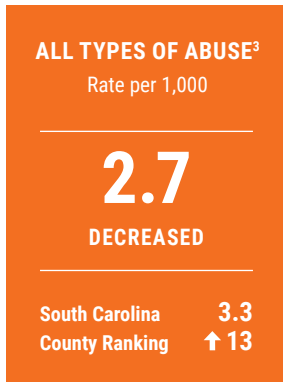 ALL TYPES OF ABUSE³
Rate per 1,000
2.7
DECREASED
South Carolina 3.3
County Ranking ↑ 13